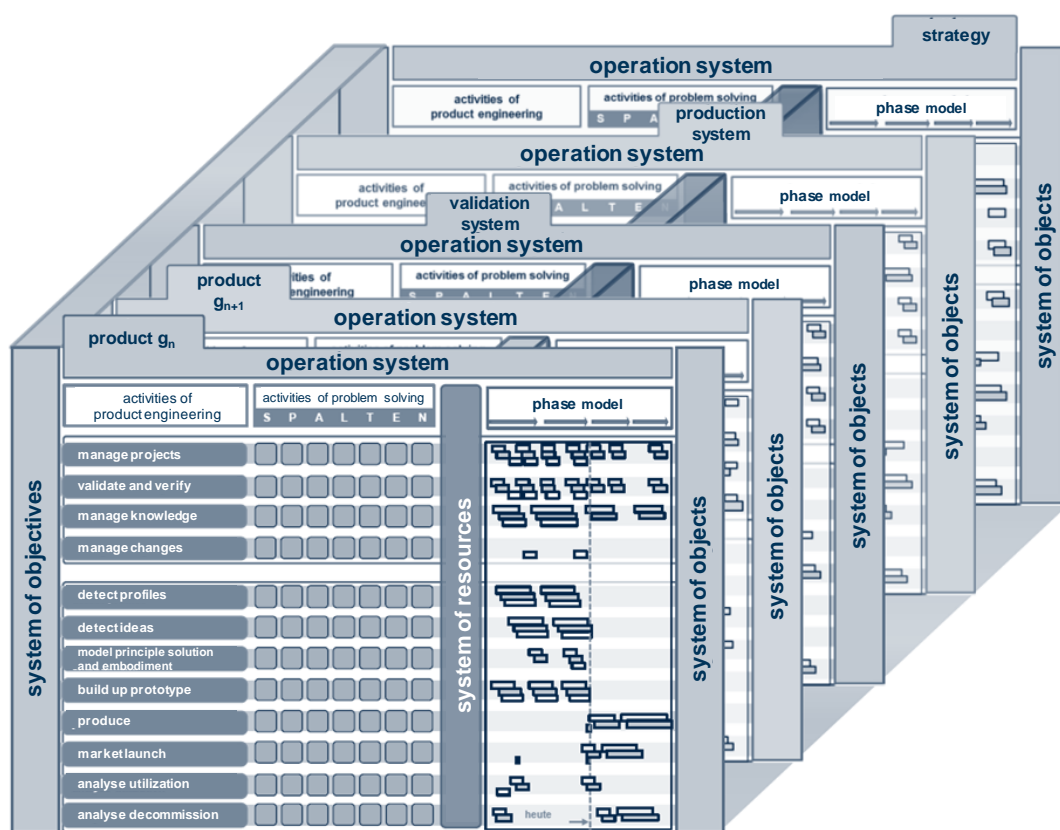 strategy
operation system
activities of
product engineering
activities of problem solving
S P A
phase model
production
system
operation system
activities of
product enginee
activities of problem solving
A L T E N
phase model
validation
system
operation system
ities of
engineering
activities of problem solving
S P A L T E N
phase model
product
gn+1
operation system
product gn
operation system
activities of
product engineering
activities of problem solving
S P A L T E N
phase model
system of objectives
manage projects
validate and verify
manage knowledge
manage changes
detect profiles
detect ideas
model principle solution
and embodiment
build up prototype
produce
market launch
analyse utilization
analyse decommission
system of resources
heute
system of objects
system of objects
system of objects
system of objects
system of objects